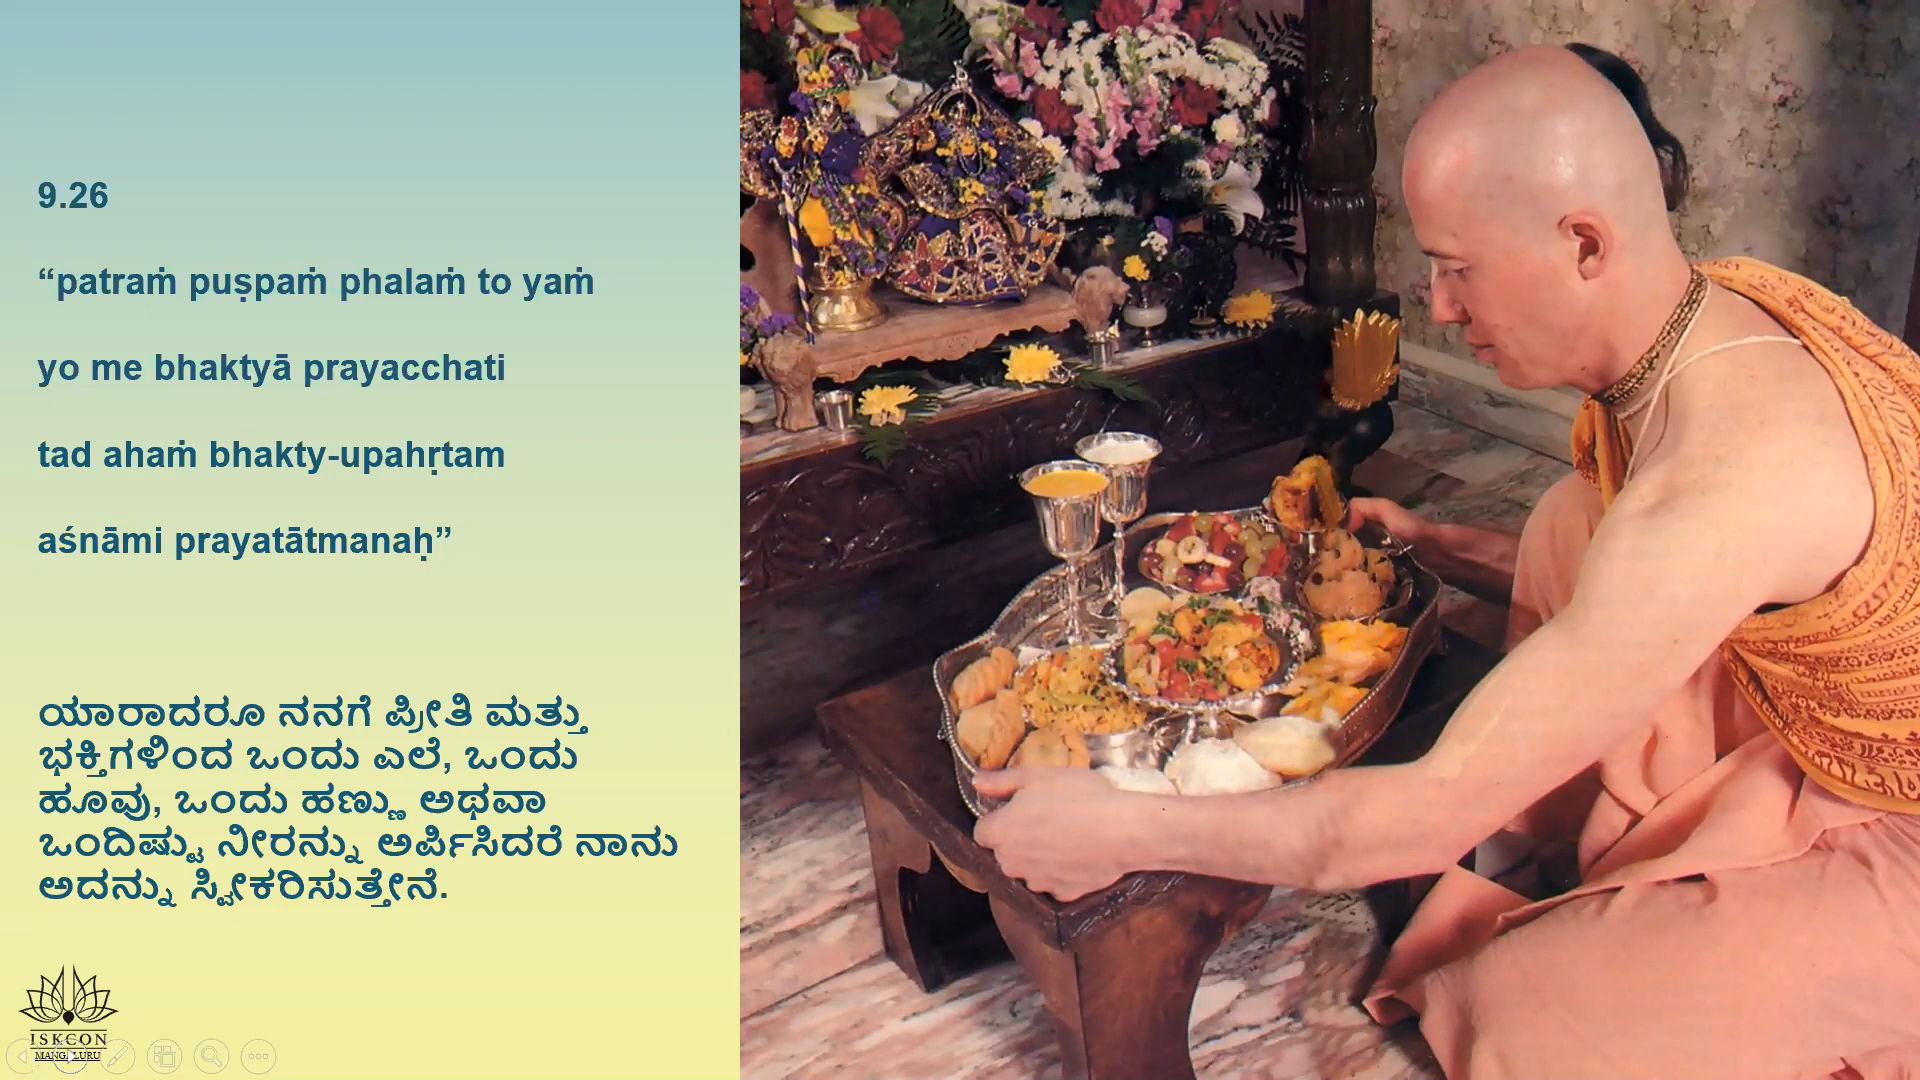 9.26
“patraṁ puṣpaṁ phalaṁ to yaṁ
yo me bhaktyā prayacchati
tad ahaṁ bhakty-upahṛtam
aśnāmi prayatātmanaḥ”
ಯಾರಾದರೂ ನನಗೆ ಪ್ರೀತಿ ಮತ್ತು
ಭಕ್ತಿಗಳಿಂದ ಒಂದು ಎಲೆ, ಒಂದು
ಹೂವು, ಒಂದು ಹಣ್ಣು ಅಥವಾ
ಒಂದಿಷ್ಟು ನೀರನ್ನು ಅರ್ಪಿಸಿದರೆ ನಾನು
ಅದನ್ನು ಸ್ವೀಕರಿಸುತ್ತೇನೆ.
ISKCON
MANGALURU